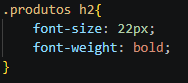 .produtos h2{
    font-size: 22px;
    font-weight: bold;
}